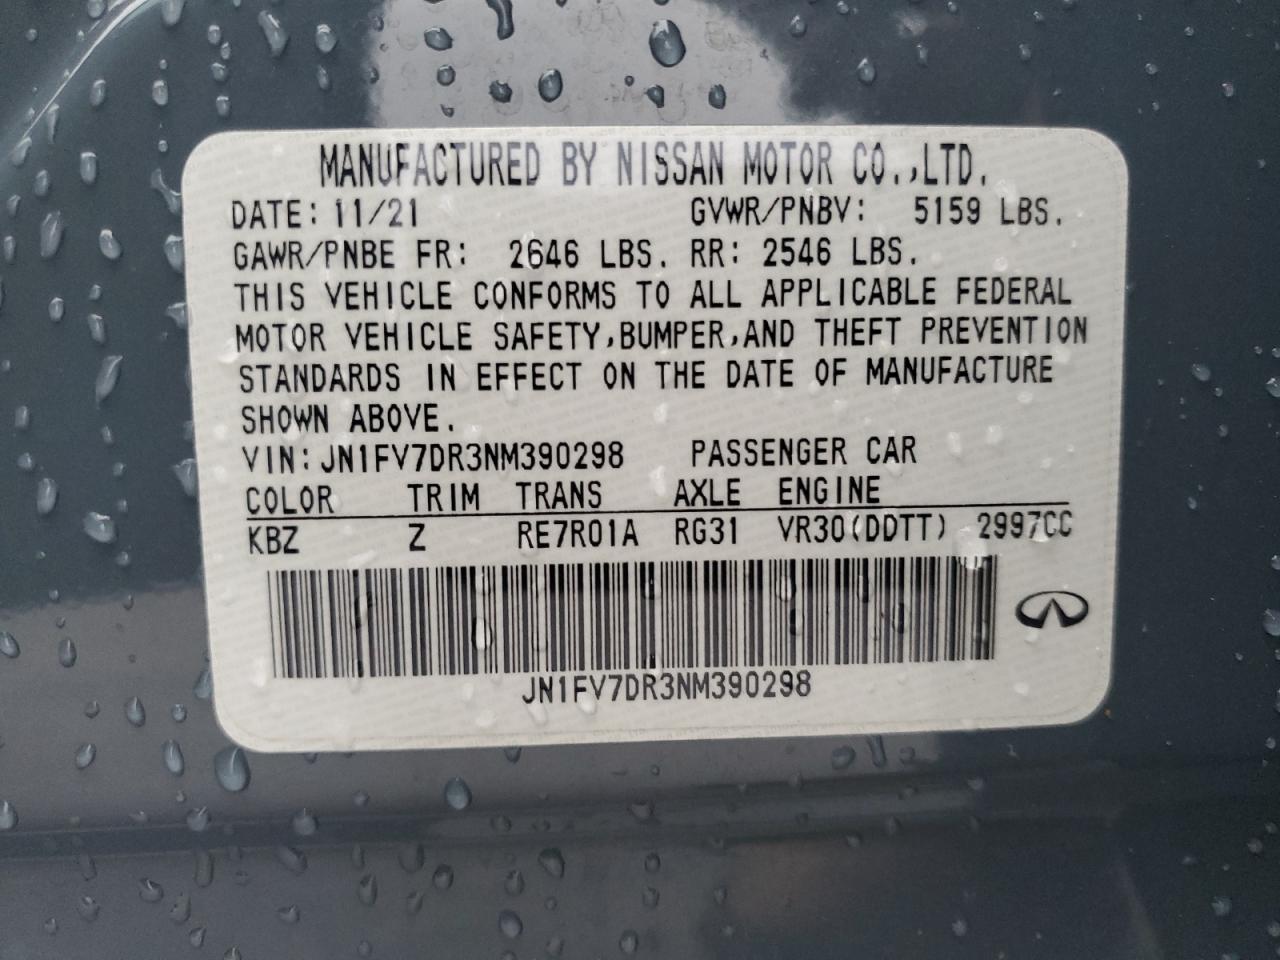 MANUFACTURED BY NISSAN MOTOR CO.,LTD.
DATE: 11/21 GVWR/PNBV: 5159 LBS.
GAWR/PNBE FR: 2646 LBS. RR: 2546 LBS.
THIS VEHICLE CONFORMS TO ALL APPLICABLE FEDERAL
MOTOR VEHICLE SAFETY,BUMPER,AND THEFT PREVENTION
STANDARDS IN EFFECT ON THE DATE OF MANUFACTURE
SHOWN ABOVE.
VIN:JN1FV7DR3NM390298 PASSENGER CAR
COLOR TRIM TRANS AXLE ENGINE
KBZ Z RE7R01A RG31 VR30(DDTT) 2997CC
JN1FV7DR3NM390298